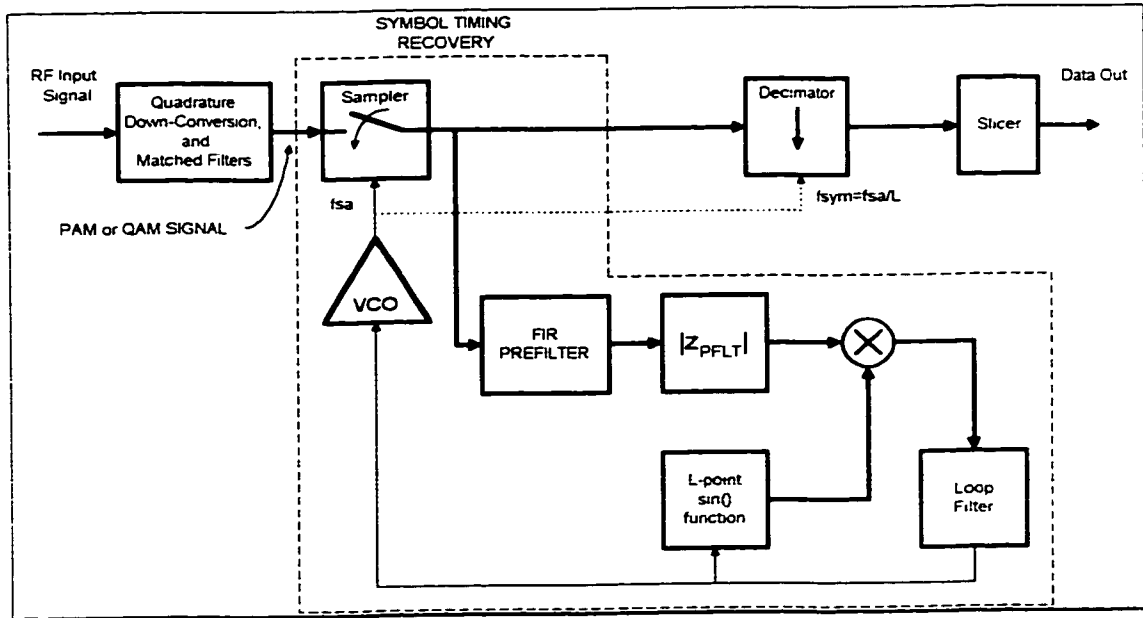 SYMBOL TIMING
RECOVERY
RF Input
Signal
Quadrature
Down-Conversion,
and
Matched Filters
Sampler
Decimator
Slicer
Data Out
fsa
fsym=fsa/L
PAM or QAM SIGNAL
VCO
FIR
PREFILTER
|Z_PFLT|
L-point
sin()
function
Loop
Filter